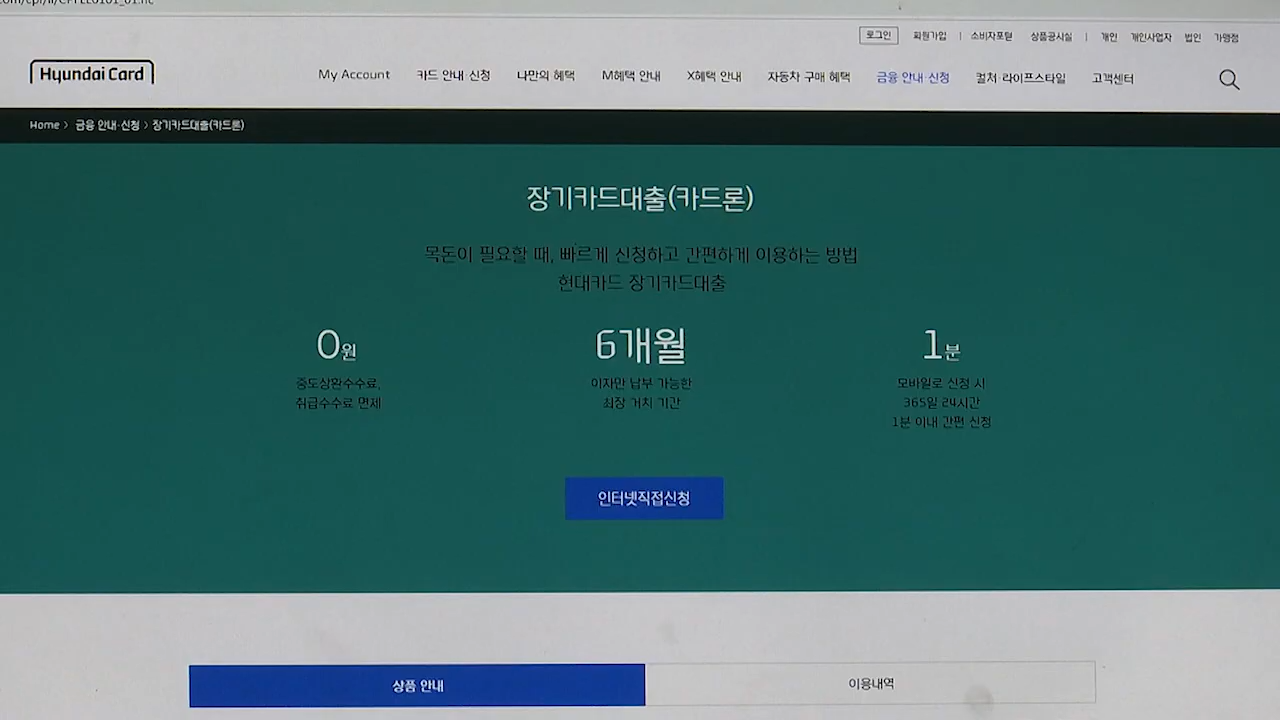 로그인 회원가입 | 소비자포털 상품공시실 | 개인 개인사업자 법인 가맹점
Hyundai Card
My Account 카드 안내·신청 나만의 혜택 M혜택 안내 X혜택 안내 자동차 구매 혜택 금융 안내·신청 컬처·라이프스타일 고객센터
Home > 금융 안내·신청 > 장기카드대출(카드론)
장기카드대출(카드론)
목돈이 필요할 때, 빠르게 신청하고 간편하게 이용하는 방법
현대카드 장기카드대출
0원
중도상환수수료,
취급수수료 면제
6개월
이자만 납부 가능한
최장 거치 기간
1분
모바일로 신청 시
365일 24시간
1분 이내 간편 신청
인터넷직접신청
상품 안내
이용내역